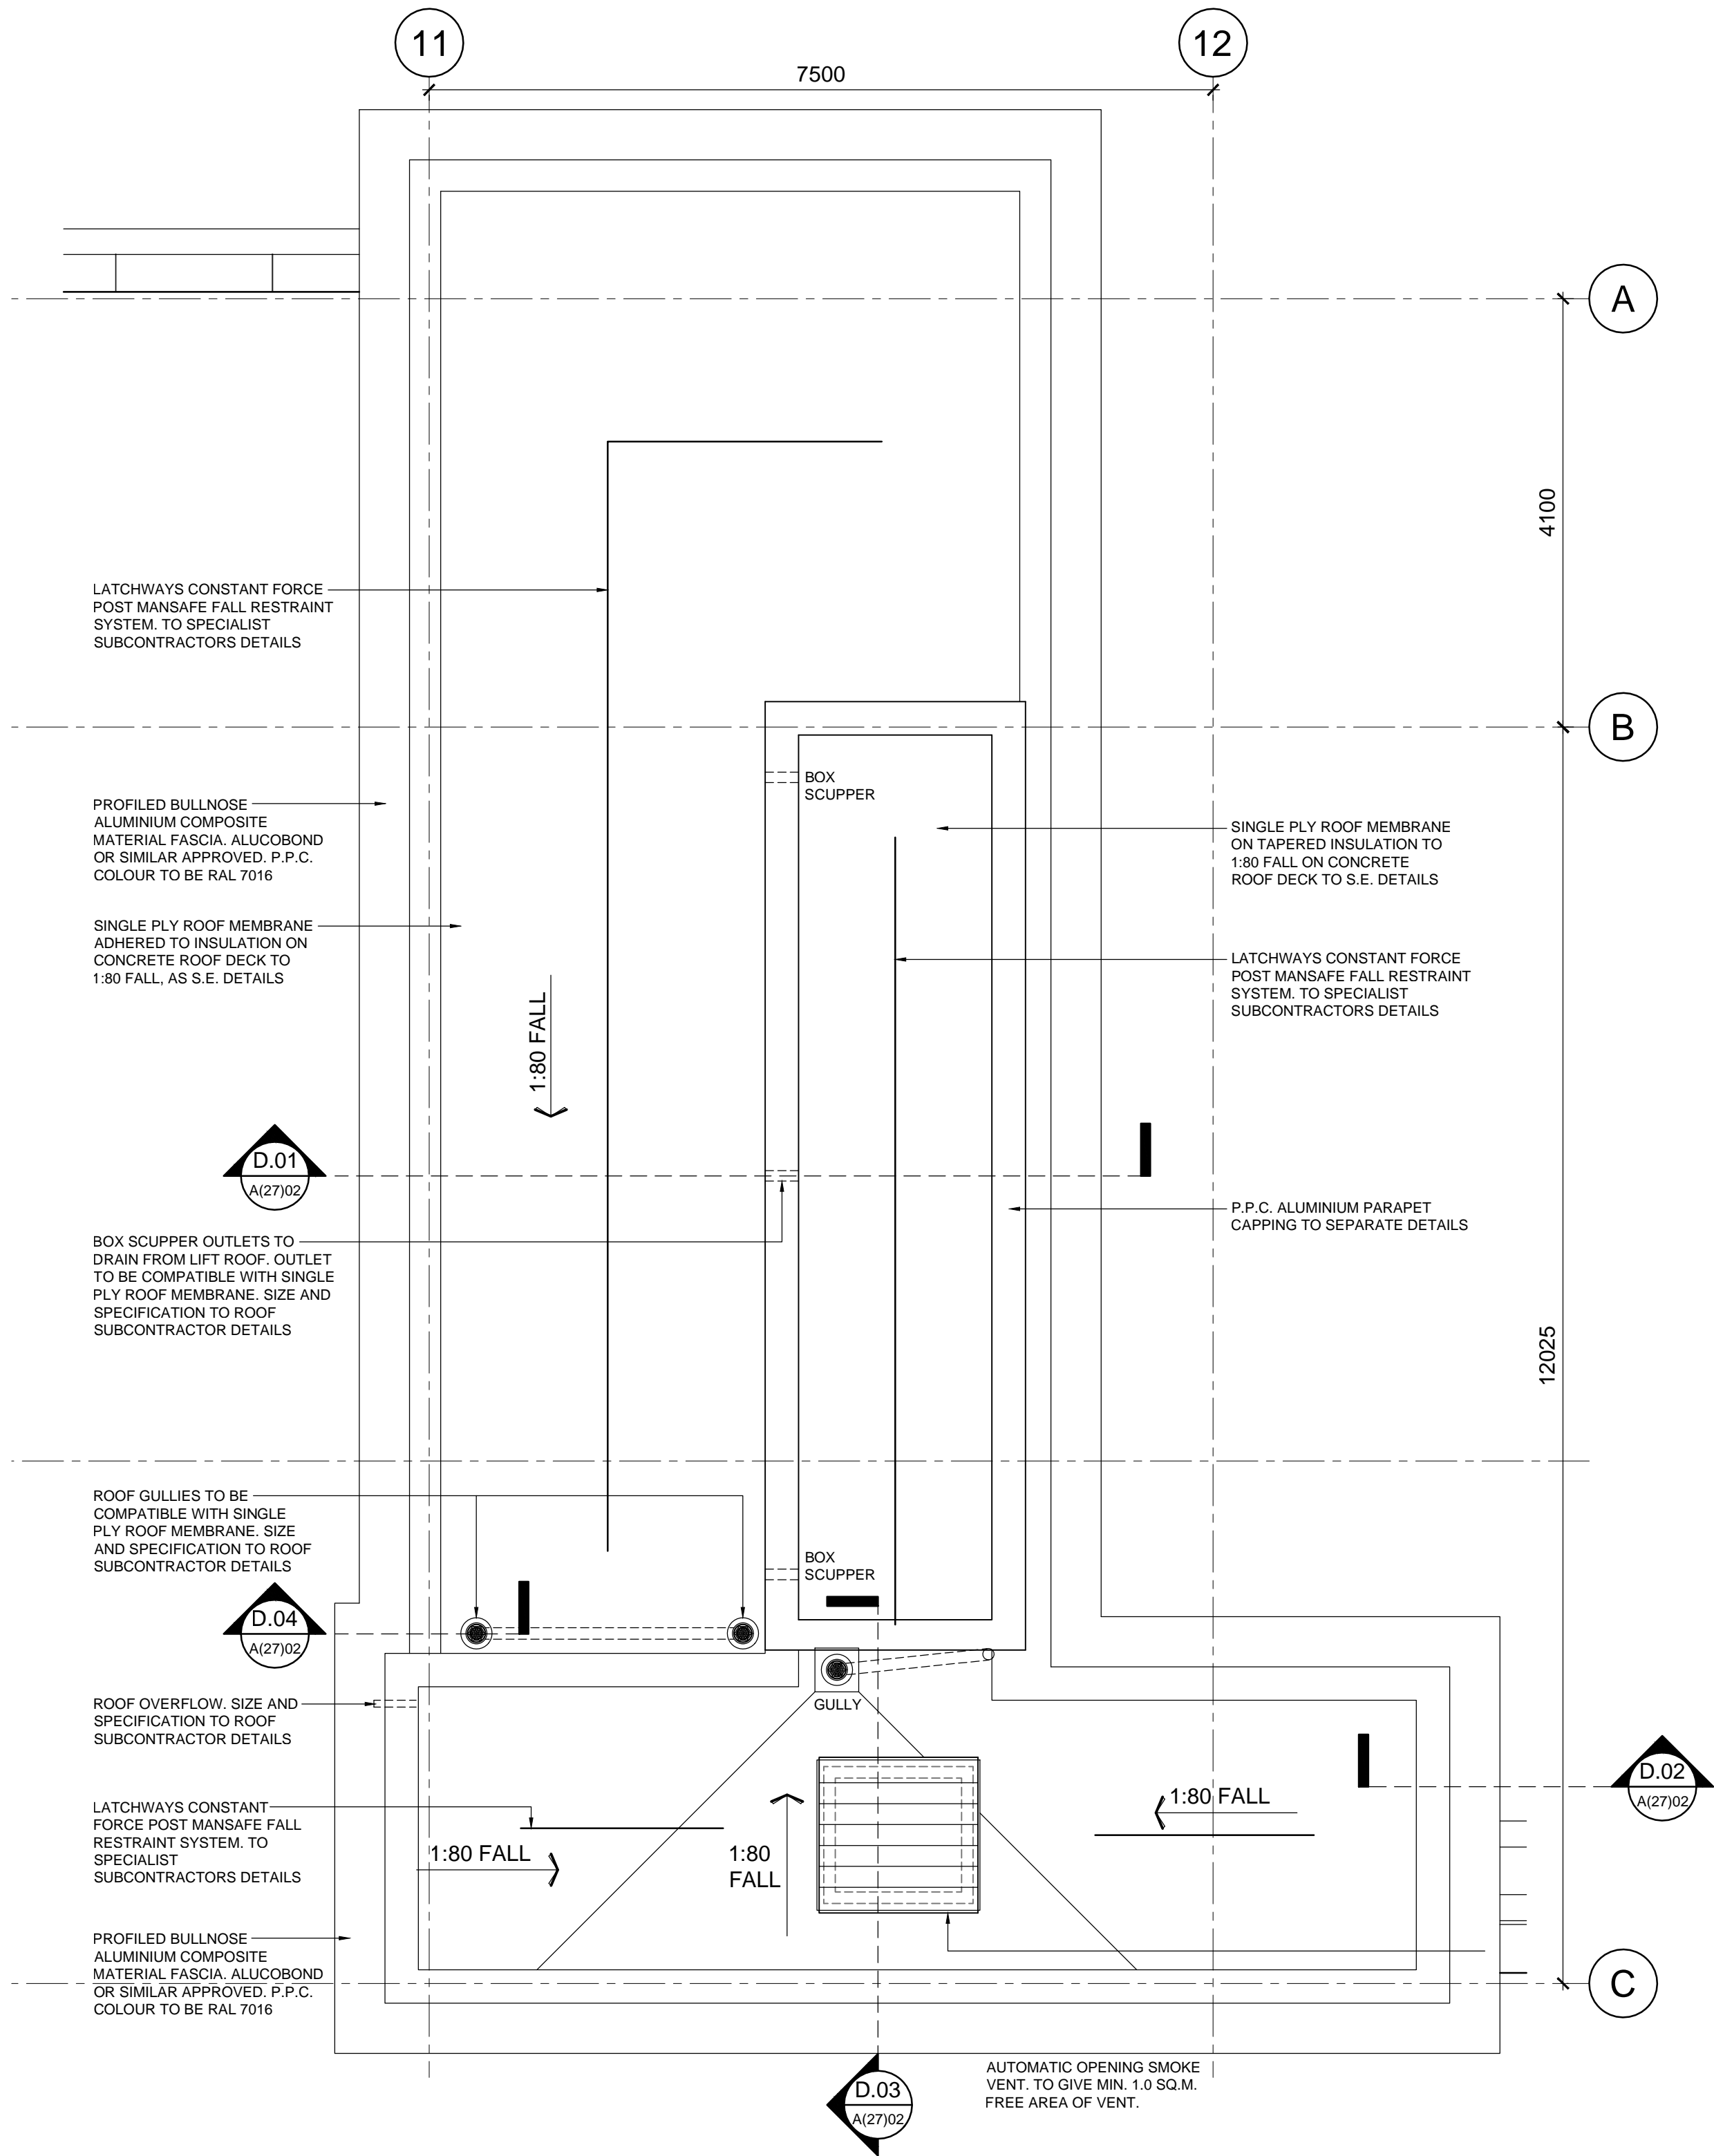 11
12
7500
A
4100
LATCHWAYS CONSTANT FORCE
POST MANSAFE FALL RESTRAINT
SYSTEM. TO SPECIALIST
SUBCONTRACTORS DETAILS
B
BOX
SCUPPER
PROFILED BULLNOSE
ALUMINIUM COMPOSITE
MATERIAL FASCIA. ALUCOBOND
OR SIMILAR APPROVED. P.P.C.
COLOUR TO BE RAL 7016
SINGLE PLY ROOF MEMBRANE
ON TAPERED INSULATION TO
1:80 FALL ON CONCRETE
ROOF DECK TO S.E. DETAILS
SINGLE PLY ROOF MEMBRANE
ADHERED TO INSULATION ON
CONCRETE ROOF DECK TO
1:80 FALL, AS S.E. DETAILS
LATCHWAYS CONSTANT FORCE
POST MANSAFE FALL RESTRAINT
SYSTEM. TO SPECIALIST
SUBCONTRACTORS DETAILS
1:80 FALL
D.01
A(27)02
P.P.C. ALUMINIUM PARAPET
CAPPING TO SEPARATE DETAILS
BOX SCUPPER OUTLETS TO
DRAIN FROM LIFT ROOF. OUTLET
TO BE COMPATIBLE WITH SINGLE
PLY ROOF MEMBRANE. SIZE AND
SPECIFICATION TO ROOF
SUBCONTRACTOR DETAILS
12025
ROOF GULLIES TO BE
COMPATIBLE WITH SINGLE
PLY ROOF MEMBRANE. SIZE
AND SPECIFICATION TO ROOF
SUBCONTRACTOR DETAILS
BOX
SCUPPER
D.04
A(27)02
ROOF OVERFLOW. SIZE AND
SPECIFICATION TO ROOF
SUBCONTRACTOR DETAILS
GULLY
D.02
A(27)02
LATCHWAYS CONSTANT
FORCE POST MANSAFE FALL
RESTRAINT SYSTEM. TO
SPECIALIST
SUBCONTRACTORS DETAILS
1:80 FALL
1:80
FALL
1:80 FALL
PROFILED BULLNOSE
ALUMINIUM COMPOSITE
MATERIAL FASCIA. ALUCOBOND
OR SIMILAR APPROVED. P.P.C.
COLOUR TO BE RAL 7016
C
D.03
A(27)02
AUTOMATIC OPENING SMOKE
VENT. TO GIVE MIN. 1.0 SQ.M.
FREE AREA OF VENT.